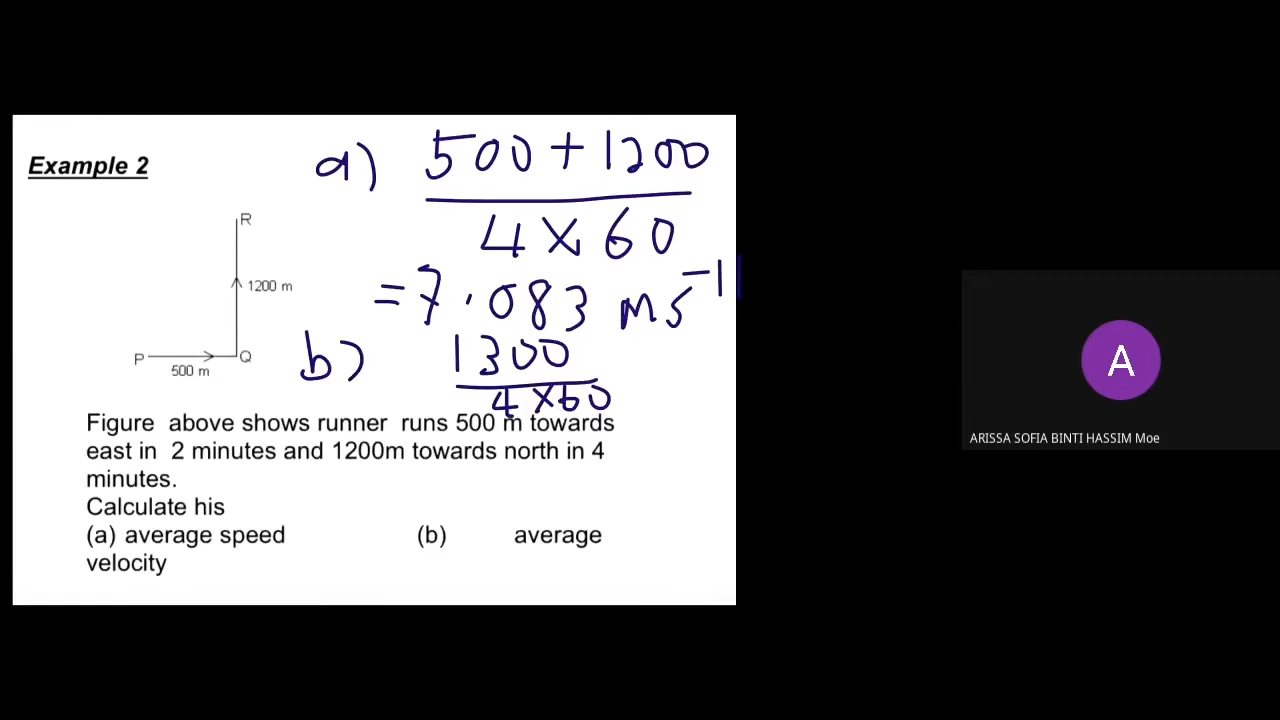 Example 2
a) 500 + 1200
4 × 60
= 7.083 ms⁻¹
R
1200 m
P
Q
500 m
b) 1300
4 × 60
Figure above shows runner runs 500 m towards
east in 2 minutes and 1200m towards north in 4
minutes.
Calculate his
(a) average speed (b) average
velocity
A
ARISSA SOFIA BINTI HASSIM Moe